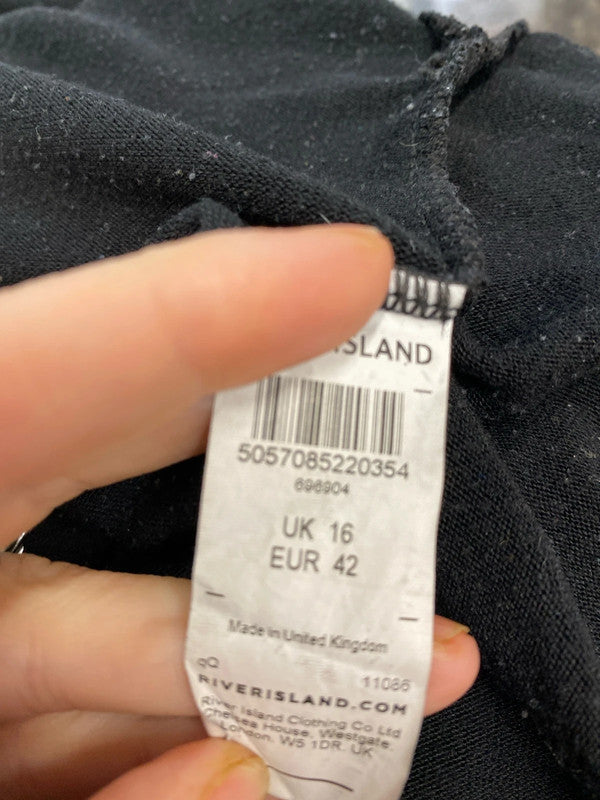 ISLAND
5057085220354
696904
UK 16
EUR 42
Made in United Kingdom
qQ 11086
RIVERISLAND.COM
River Island Clothing Co Ltd
Chelsea House, Westgate,
London. W5 1DR. UK